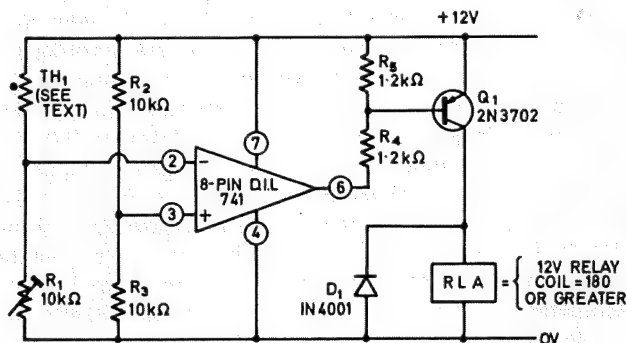 +12V
TH1
(SEE
TEXT)
R2
10kΩ
R5
1·2kΩ
Q1
2N3702
7
R4
1·2kΩ
2
−
8-PIN D.I.L
741
6
3
+
4
R1
10kΩ
R3
10kΩ
D1
IN4001
RLA
=
12V RELAY
COIL = 180
OR GREATER
0V